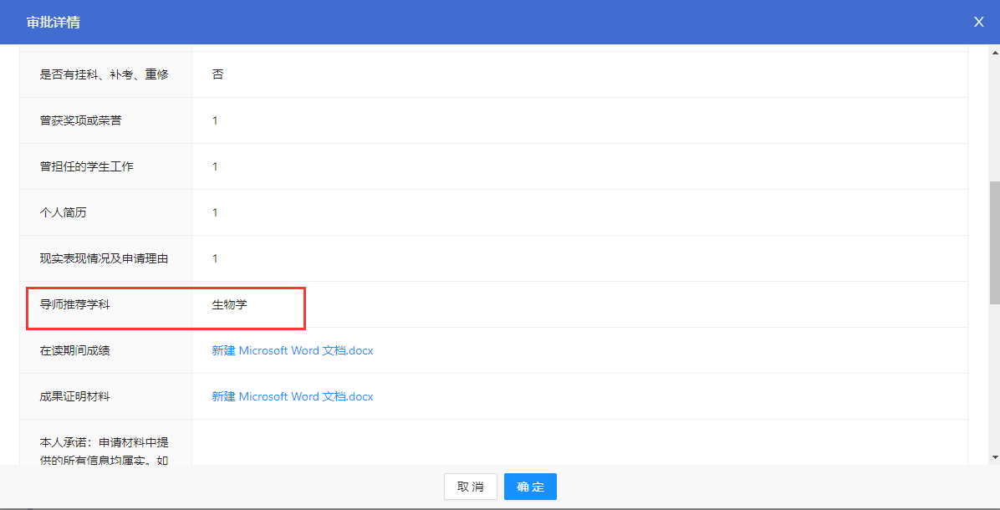 审批详情 X
是否有挂科、补考、重修 否
曾获奖项或荣誉 1
曾担任的学生工作 1
个人简历 1
现实表现情况及申请理由 1
导师推荐学科 生物学
在读期间成绩 新建 Microsoft Word 文档.docx
成果证明材料 新建 Microsoft Word 文档.docx
本人承诺：申请材料中提
供的所有信息均属实。如
取 消 确 定